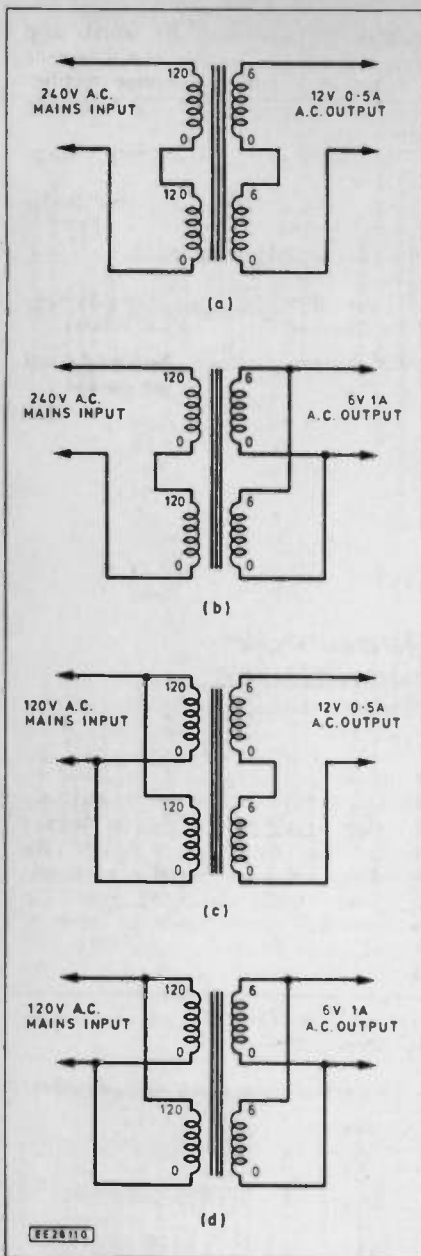 120
6
240V A.C.
MAINS INPUT
12V 0·5A
A.C. OUTPUT
0
0
120
6
0
0
(a)
120
6
240V A.C.
MAINS INPUT
6V 1A
A.C. OUTPUT
0
0
120
6
0
0
(b)
120
6
120V A.C.
MAINS INPUT
12V 0·5A
A.C. OUTPUT
0
0
120
6
0
0
(c)
120
6
120V A.C.
MAINS INPUT
6V 1A
A.C. OUTPUT
0
0
120
6
0
0
(d)
EE28110